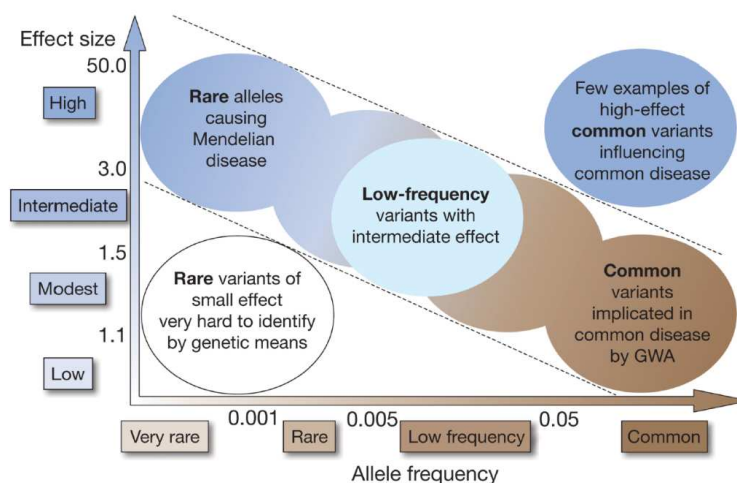 Effect size
50.0
High
3.0
Intermediate
1.5
Modest
1.1
Low
Rare alleles
causing
Mendelian
disease
Few examples of
high-effect
common variants
influencing
common disease
Low-frequency
variants with
intermediate effect
Rare variants of
small effect
very hard to identify
by genetic means
Common
variants
implicated in
common disease
by GWA
0.001
0.005
0.05
Very rare
Rare
Low frequency
Common
Allele frequency